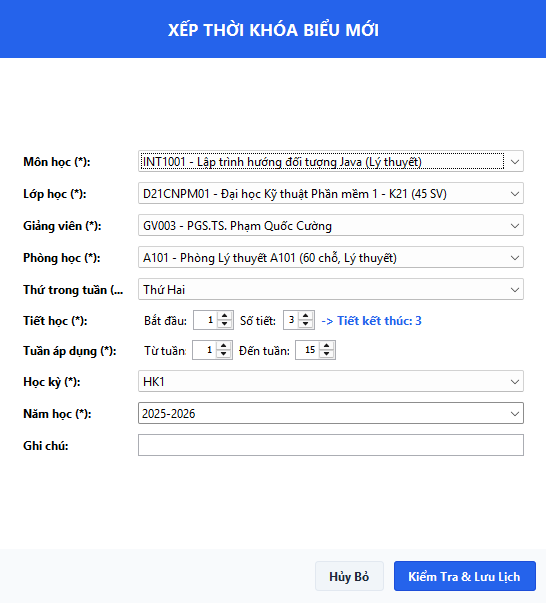 XẾP THỜI KHÓA BIỂU MỚI
Môn học (*): INT1001 - Lập trình hướng đối tượng Java (Lý thuyết)
Lớp học (*): D21CNPM01 - Đại học Kỹ thuật Phần mềm 1 - K21 (45 SV)
Giảng viên (*): GV003 - PGS.TS. Phạm Quốc Cường
Phòng học (*): A101 - Phòng Lý thuyết A101 (60 chỗ, Lý thuyết)
Thứ trong tuần (... Thứ Hai
Tiết học (*): Bắt đầu: 1 Số tiết: 3 -> Tiết kết thúc: 3
Tuần áp dụng (*): Từ tuần 1 Đến tuần: 15
Học kỳ (*): HK1
Năm học (*): 2025-2026
Ghi chú:
Hủy Bỏ Kiểm Tra & Lưu Lịch